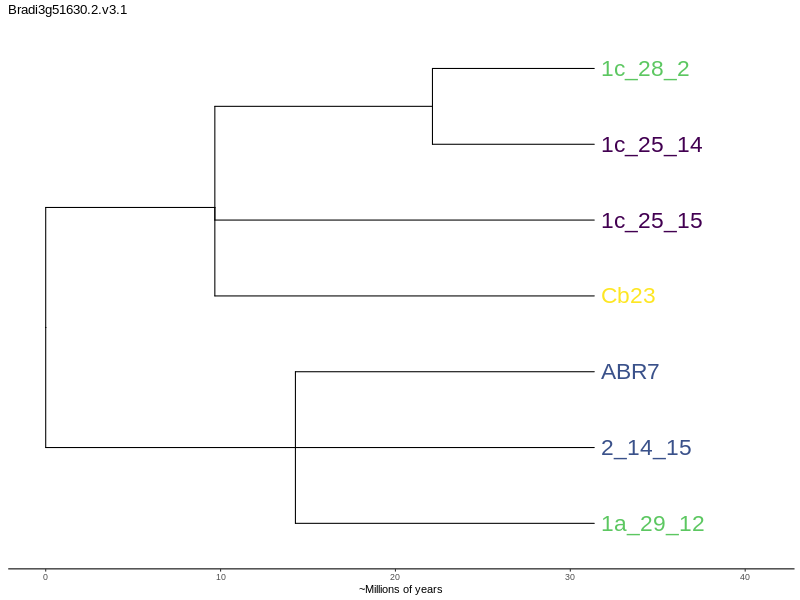 Bradi3g51630.2.v3.1
1c_28_2
1c_25_14
1c_25_15
Cb23
ABR7
2_14_15
1a_29_12
0 10 20 30 40
~Millions of years